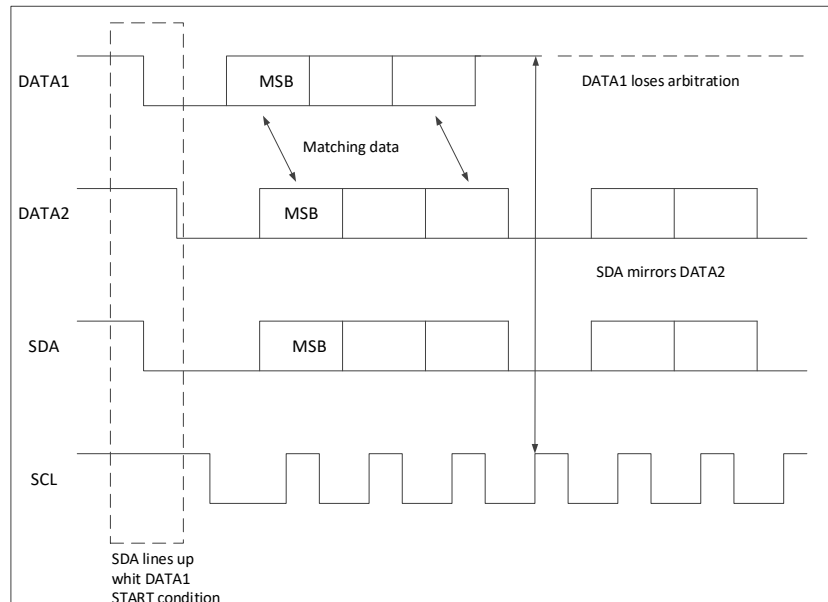 DATA1
MSB
DATA1 loses arbitration
Matching data
DATA2
MSB
SDA mirrors DATA2
SDA
MSB
SCL
SDA lines up
whit DATA1
START condition